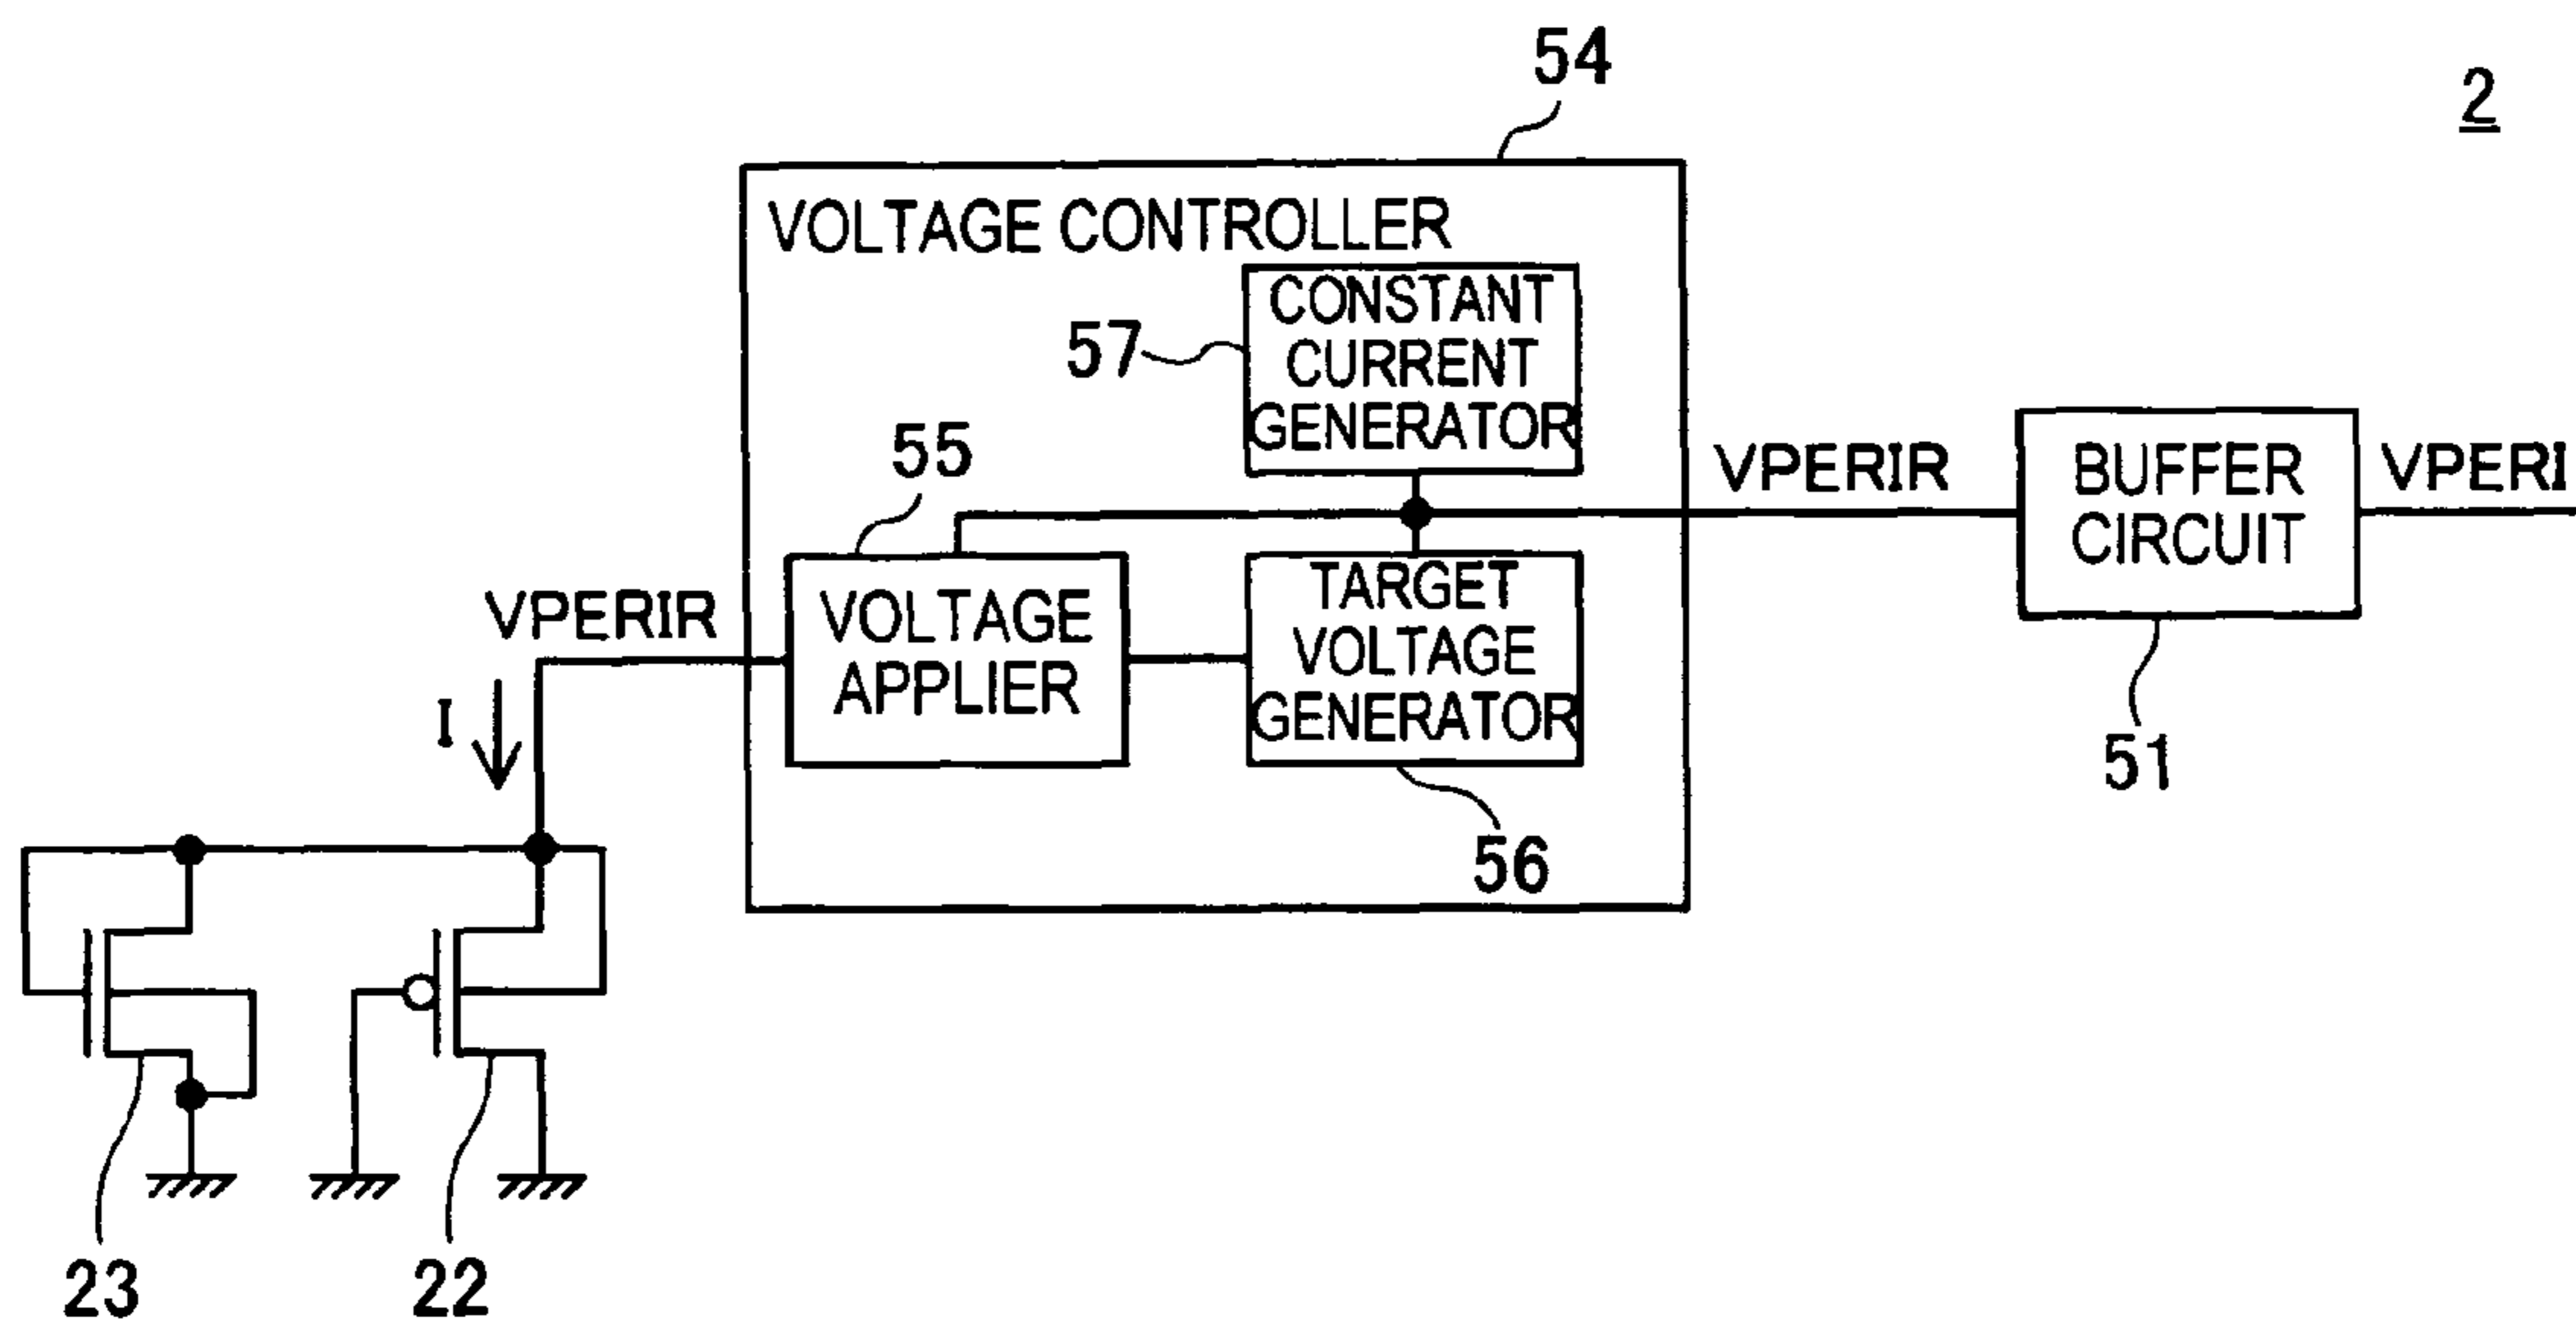 54
2
VOLTAGE CONTROLLER
CONSTANT
CURRENT
GENERATOR
57
55
VPERIR
BUFFER
CIRCUIT
VPERI
VPERIR
VOLTAGE
APPLIER
TARGET
VOLTAGE
GENERATOR
I
51
56
23
22